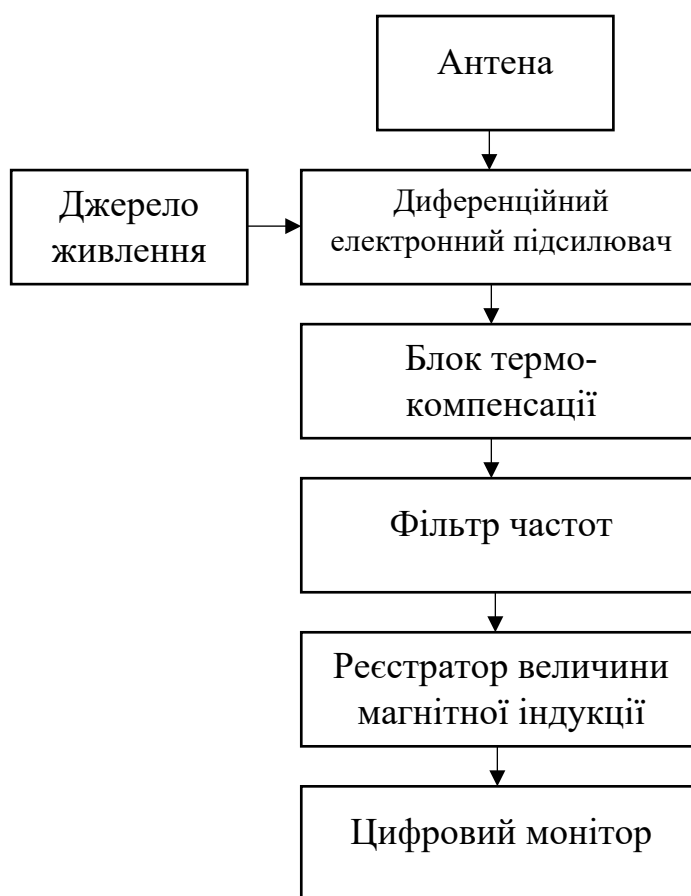 Антена
Джерело
живлення
Диференційний
електронний підсилювач
Блок термо-
компенсації
Фільтр частот
Реєстратор величини
магнітної індукції
Цифровий монітор